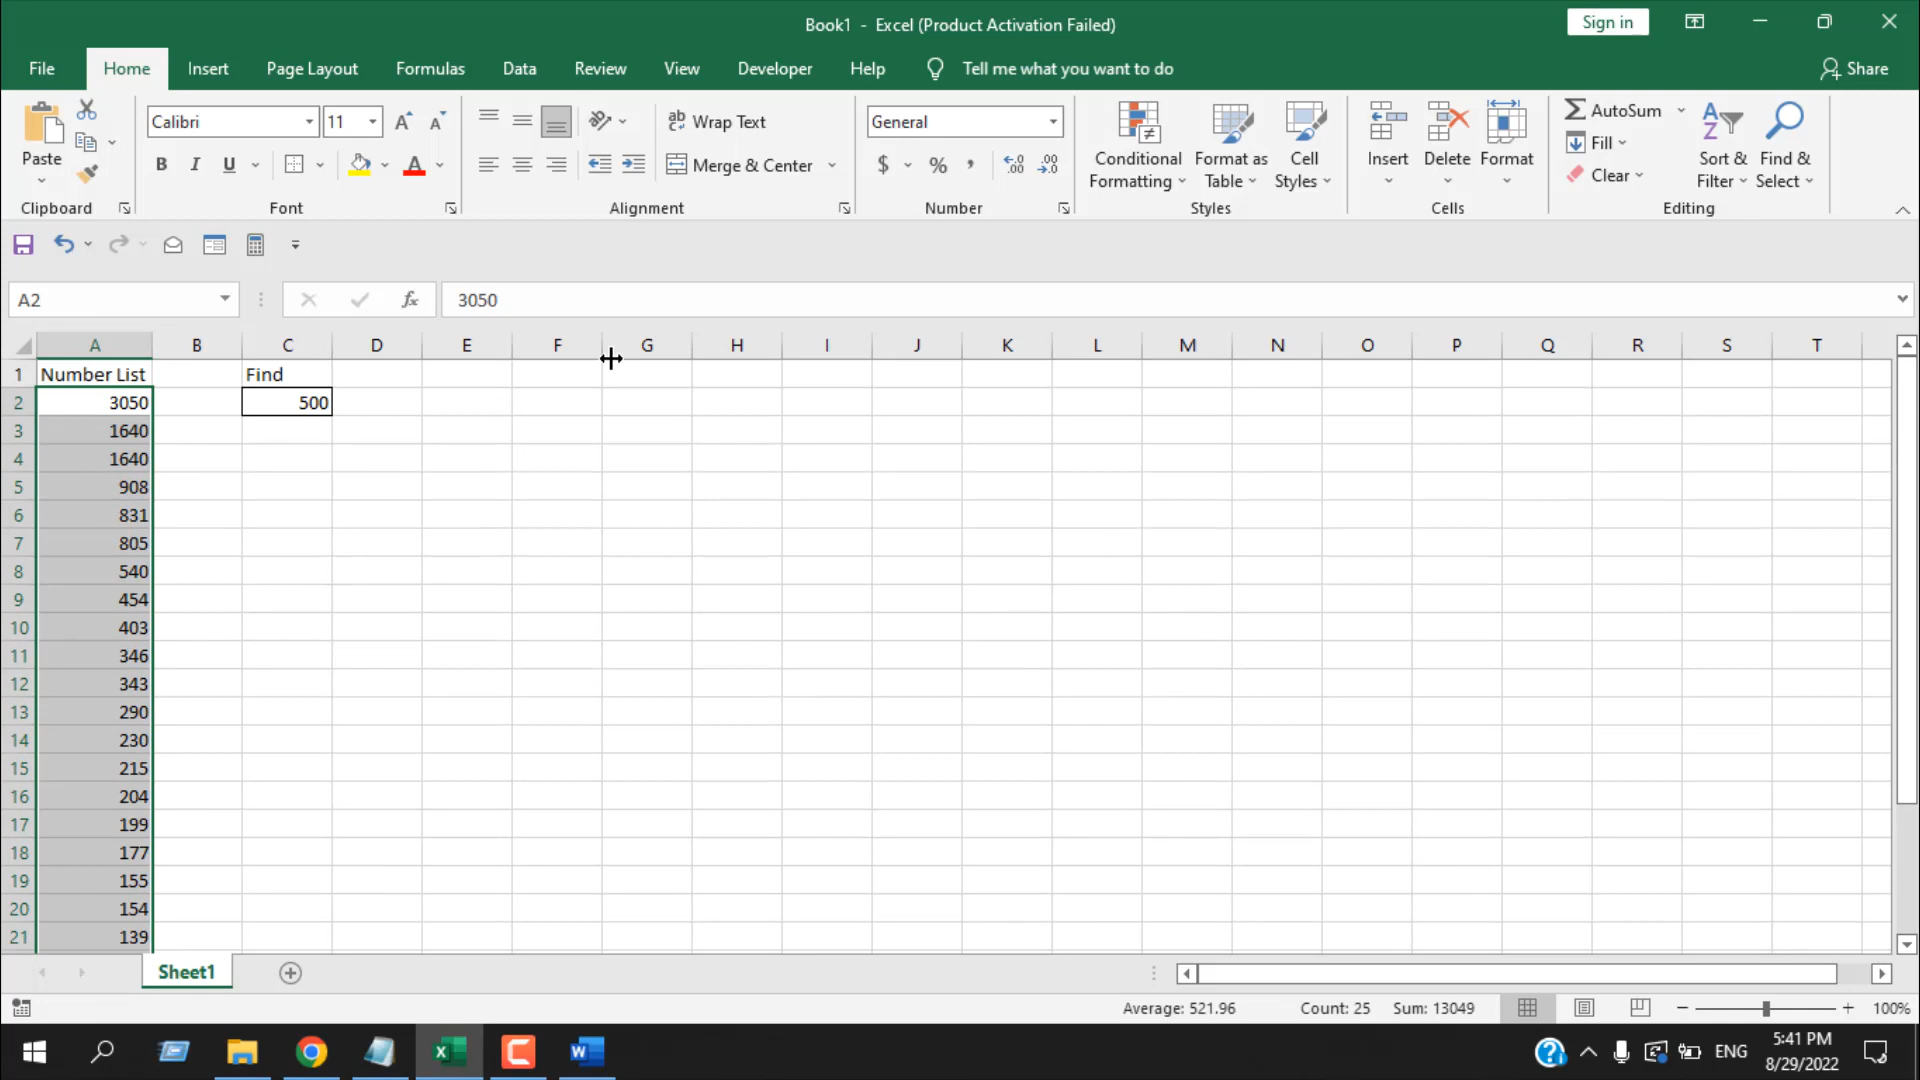 Book1 - Excel (Product Activation Failed)
Sign in
File Home Insert Page Layout Formulas Data Review View Developer Help Tell me what you want to do Share
Paste
Clipboard
Calibri 11
B I U A
Font
Wrap Text
Merge & Center
Alignment
General
$ % ,
Number
Conditional Formatting
Format as Table
Cell Styles
Styles
Insert
Delete
Format
Cells
AutoSum
Fill
Clear
Sort & Filter
Find & Select
Editing
A2 fx 3050
A B C D E F G H I J K L M N O P Q R S T
1 Number List Find
2 3050 500
3 1640
4 1640
5 908
6 831
7 805
8 540
9 454
10 403
11 346
12 343
13 290
14 230
15 215
16 204
17 199
18 177
19 155
20 154
21 139
Sheet1
Average: 521.96 Count: 25 Sum: 13049 100%
ENG
5:41 PM
8/29/2022